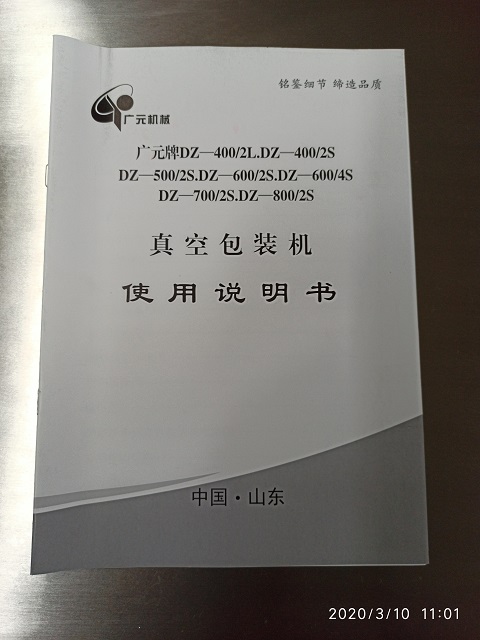 铭鉴细节 缔造品质
广元机械
广元牌DZ—400/2L.DZ—400/2S
DZ—500/2S.DZ—600/2S.DZ—600/4S
DZ—700/2S.DZ—800/2S
真空包装机
使用说明书
中国·山东
2020/3/10 11:01